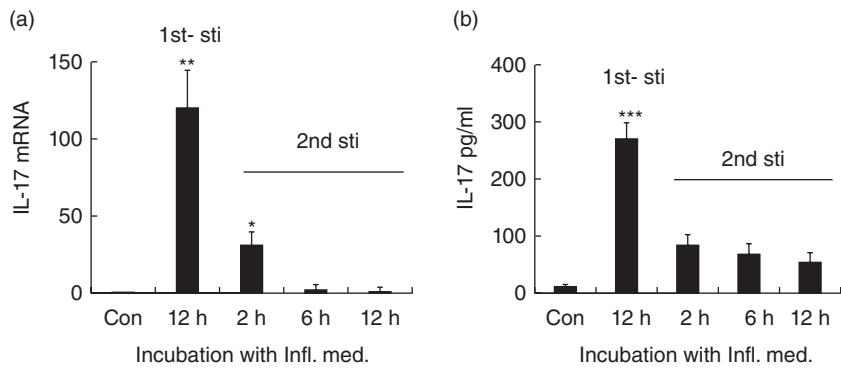 (a)
1st- sti
**
150
100
50
0
IL-17 mRNA
2nd sti
*
Con 12 h 2 h 6 h 12 h
Incubation with Infl. med.
(b)
400
300
200
100
0
IL-17 pg/ml
1st- sti
***
2nd sti
Con 12 h 2 h 6 h 12 h
Incubation with Infl. med.